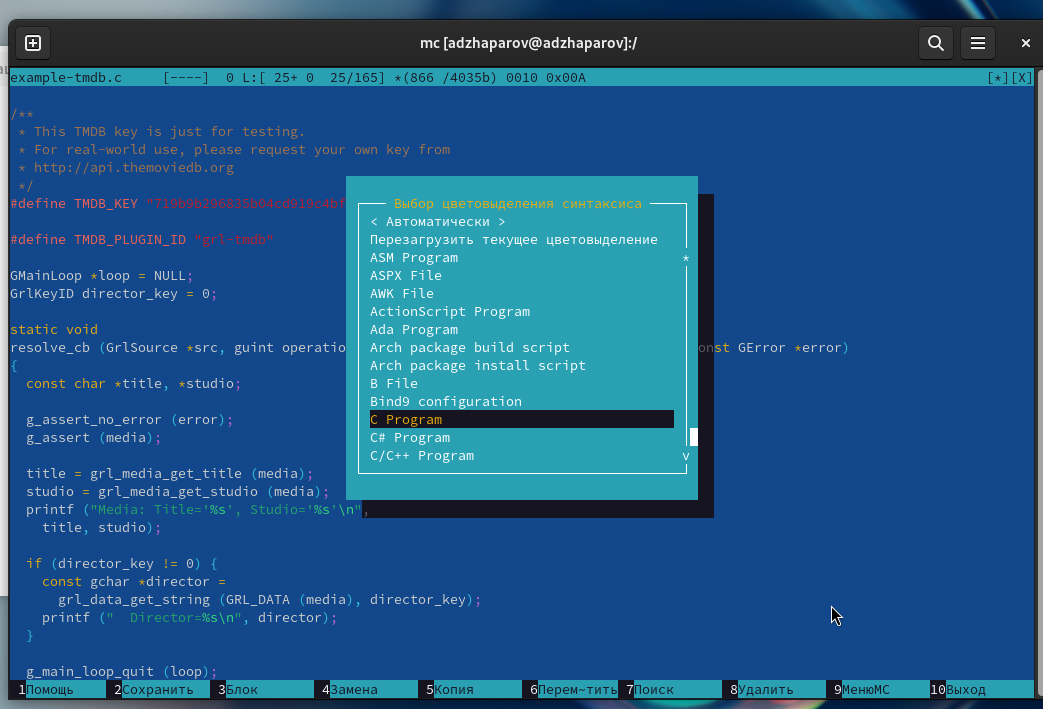 mc [adzhaparov@adzhaparov]:/
example-tmdb.c [----] 0 L:[ 25+ 0 25/165] *(866 /4035b) 0010 0x00A [*][X]
/**
* This TMDB key is just for testing.
* For real-world use, please request your own key from
* http://api.themoviedb.org
*/
#define TMDB_KEY "719b9b296835b04cd919c4bf
#define TMDB_PLUGIN_ID "grl-tmdb"
GMainLoop *loop = NULL;
GrlKeyID director_key = 0;
static void
resolve_cb (GrlSource *src, guint operatio
onst GError *error)
{
const char *title, *studio;
g_assert_no_error (error);
g_assert (media);
title = grl_media_get_title (media);
studio = grl_media_get_studio (media);
printf ("Media: Title='%s', Studio='%s'\n",
title, studio);
if (director_key != 0) {
const gchar *director =
grl_data_get_string (GRL_DATA (media), director_key);
printf ("  Director=%s\n", director);
}
g_main_loop_quit (loop);
Выбор цветовыделения синтаксиса
< Автоматически >
Перезагрузить текущее цветовыделение
ASM Program
ASPX File
AWK File
ActionScript Program
Ada Program
Arch package build script
Arch package install script
B File
Bind9 configuration
C Program
C# Program
C/C++ Program
1Помощь 2Сохранить 3Блок 4Замена 5Копия 6Перем~тить 7Поиск 8Удалить 9МенюMC 10Выход